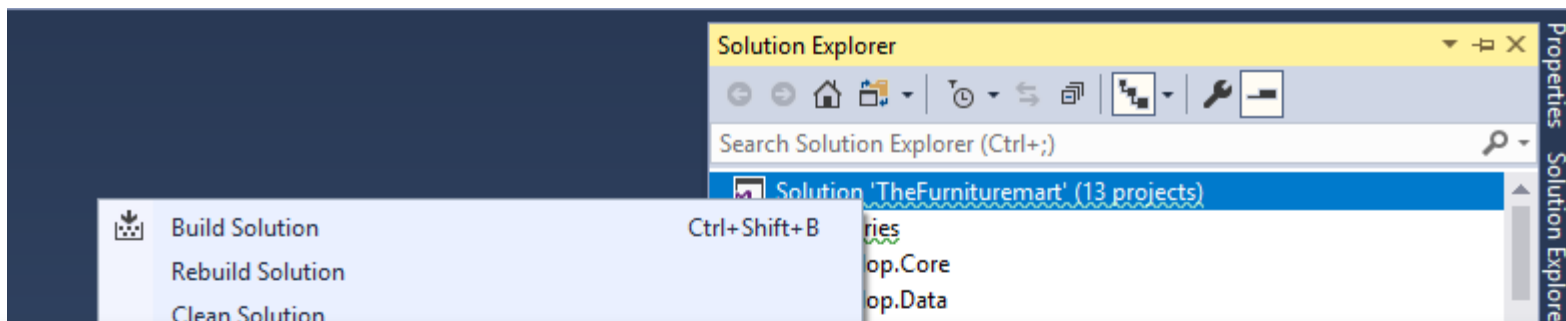 Solution Explorer
Search Solution Explorer (Ctrl+;)
Solution 'TheFurnituremart' (13 projects)
ries
op.Core
op.Data
Build Solution Ctrl+Shift+B
Rebuild Solution
Clean Solution
Properties
Solution Explore